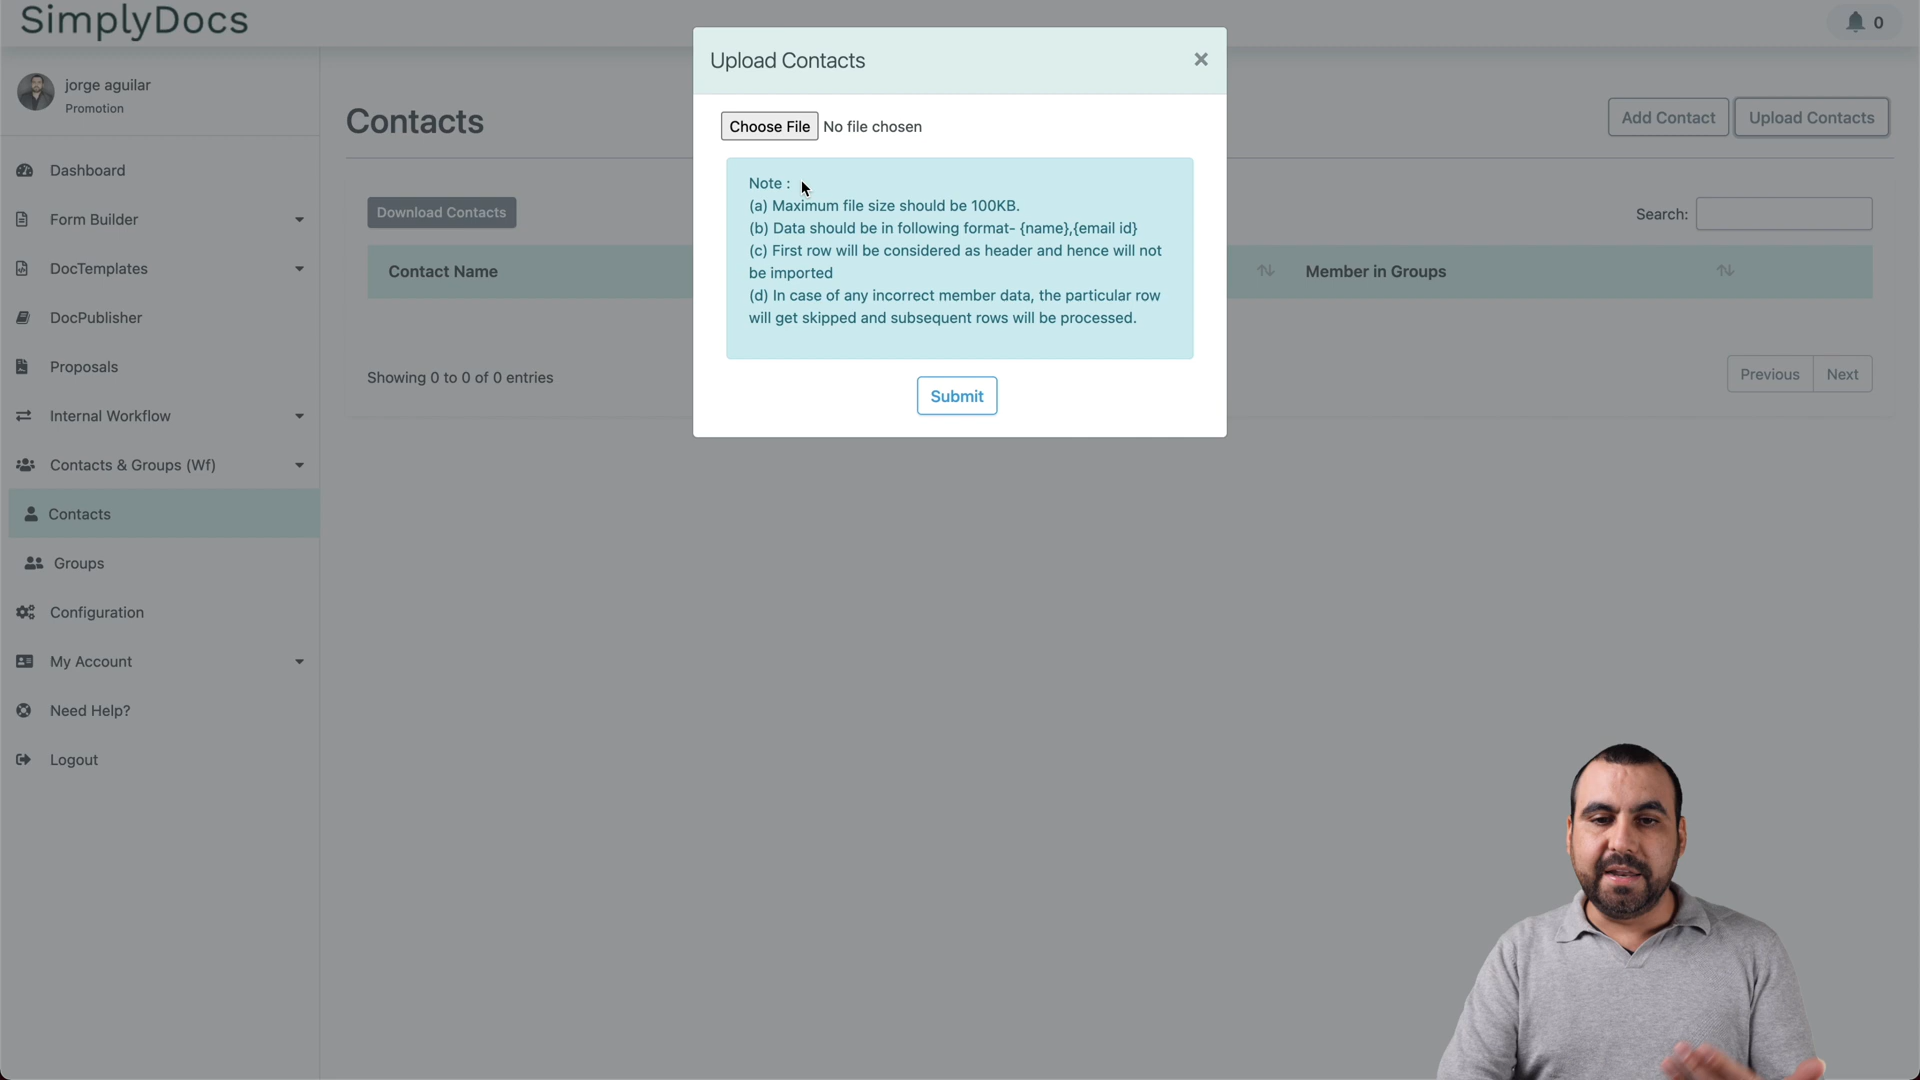 SimplyDocs
0
jorge aguilar
Promotion
Dashboard
Form Builder
DocTemplates
DocPublisher
Proposals
Internal Workflow
Contacts & Groups (Wf)
Contacts
Groups
Configuration
My Account
Need Help?
Logout
Contacts
Add Contact
Upload Contacts
Download Contacts
Search:
Contact Name
Member in Groups
Showing 0 to 0 of 0 entries
Previous
Next
Upload Contacts
×
Choose File No file chosen
Note :
(a) Maximum file size should be 100KB.
(b) Data should be in following format- {name},{email id}
(c) First row will be considered as header and hence will not
be imported
(d) In case of any incorrect member data, the particular row
will get skipped and subsequent rows will be processed.
Submit